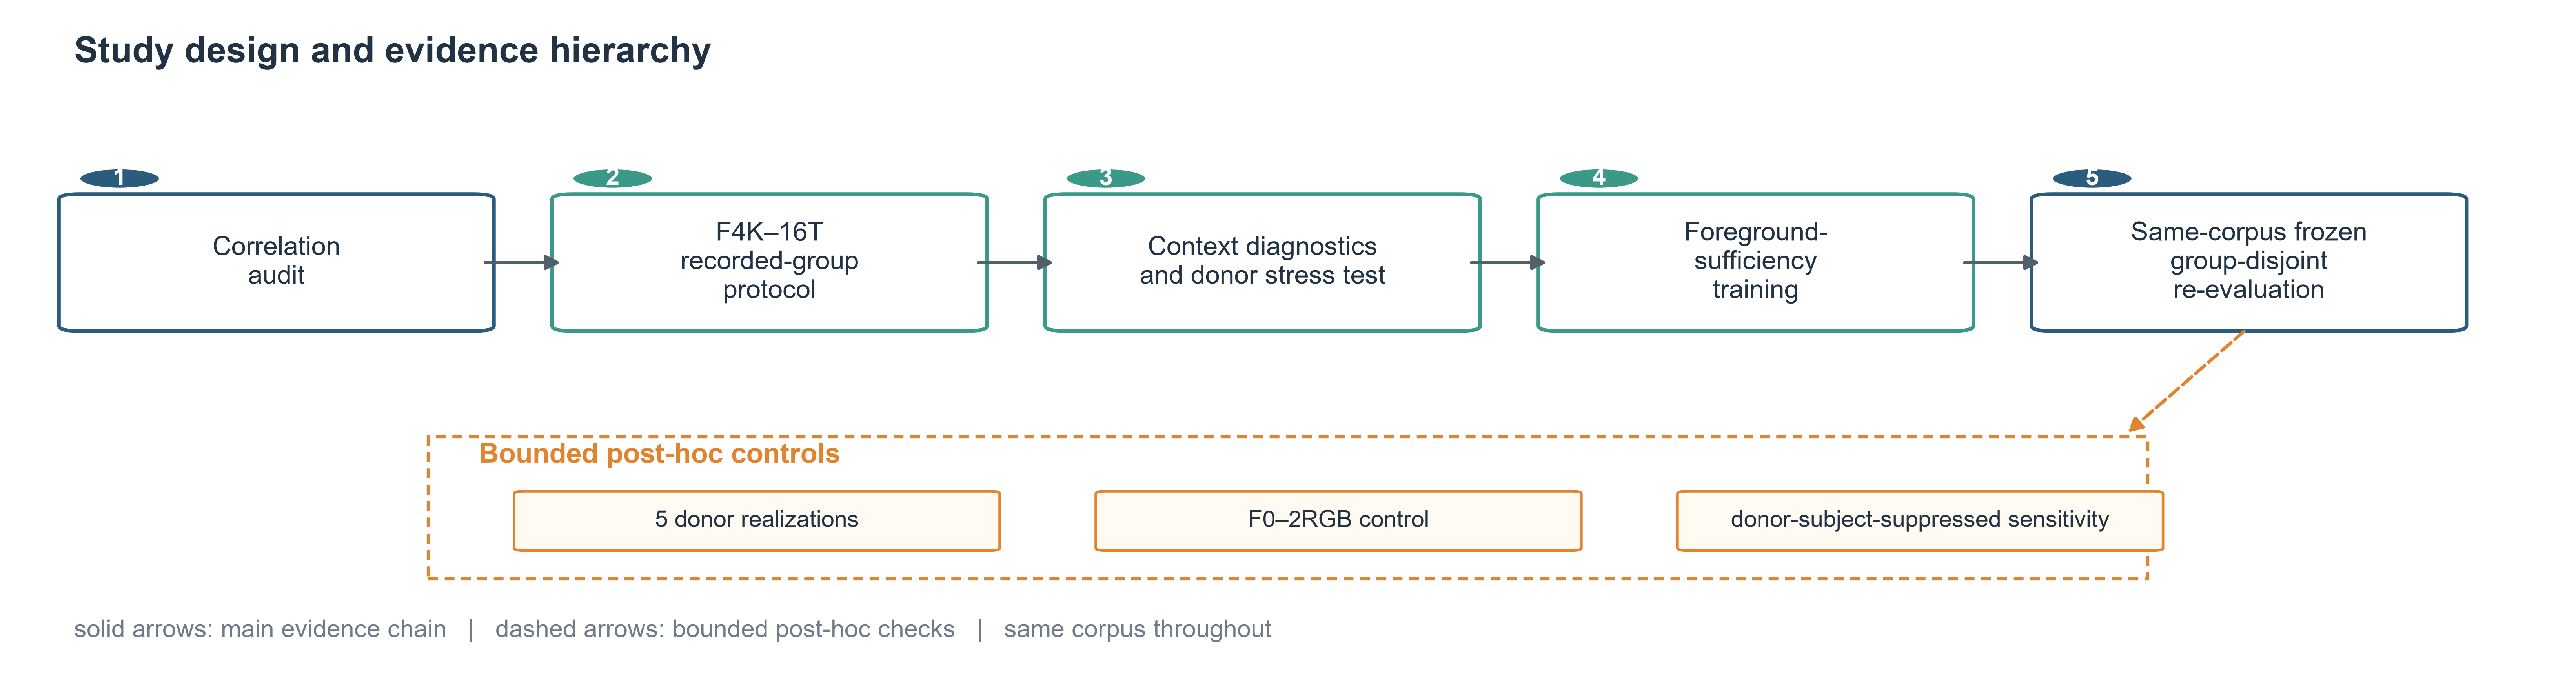 Study design and evidence hierarchy
1
2
3
4
5
Correlation
audit
F4K–16T
recorded-group
protocol
Context diagnostics
and donor stress test
Foreground-
sufficiency
training
Same-corpus frozen
group-disjoint
re-evaluation
Bounded post-hoc controls
5 donor realizations
F0–2RGB control
donor-subject-suppressed sensitivity
solid arrows: main evidence chain | dashed arrows: bounded post-hoc checks | same corpus throughout